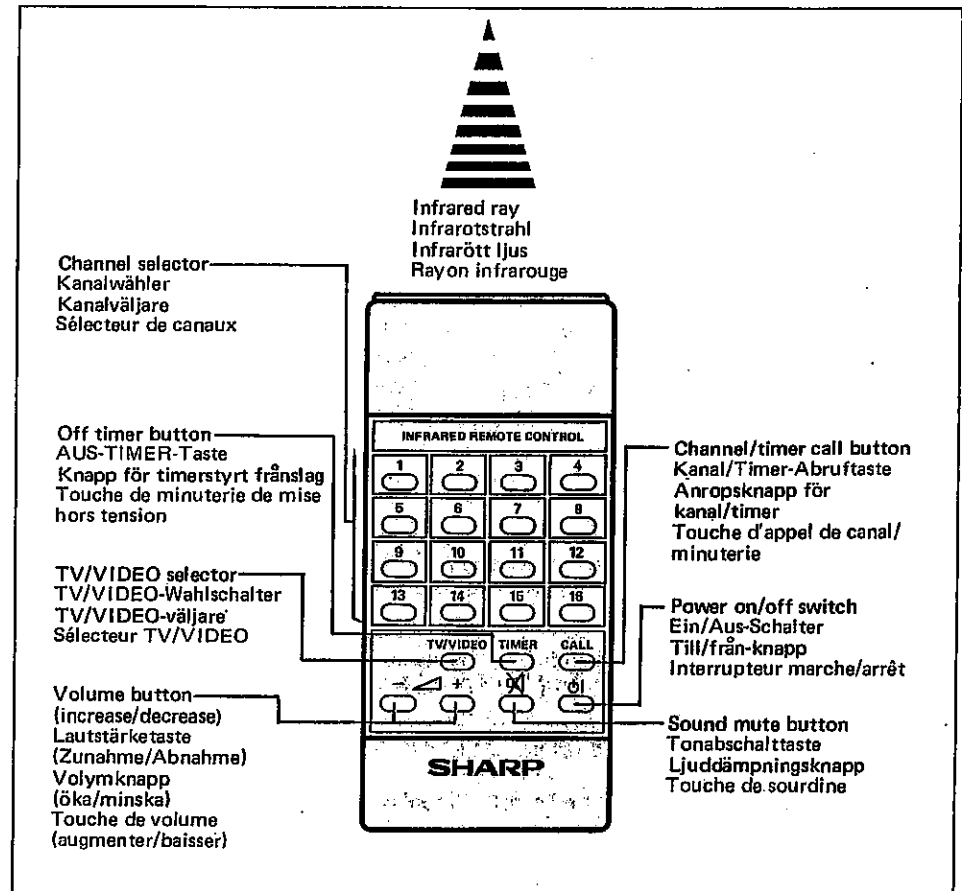 Infrared ray
Infrarotstrahl
Infrarött ljus
Rayon infrarouge
Channel selector
Kanalwähler
Kanalväljare
Sélecteur de canaux
Off timer button
AUS-TIMER-Taste
Knapp för timerstyrt frånslag
Touche de minuterie de mise
hors tension
TV/VIDEO selector
TV/VIDEO-Wahlschalter
TV/VIDEO-väljare
Sélecteur TV/VIDEO
Volume button
(increase/decrease)
Lautstärketaste
(Zunahme/Abnahme)
Volymknapp
(öka/minska)
Touche de volume
(augmenter/baisser)
INFRARED REMOTE CONTROL
1 2 3 4
5 6 7 8
9 10 11 12
13 14 15 16
TV/VIDEO TIMER CALL
− +
SHARP
Channel/timer call button
Kanal/Timer-Abruftaste
Anropsknapp för
kanal/timer
Touche d'appel de canal/
minuterie
Power on/off switch
Ein/Aus-Schalter
Till/från-knapp
Interrupteur marche/arrêt
Sound mute button
Tonabschalttaste
Ljuddämpningsknapp
Touche de sourdine